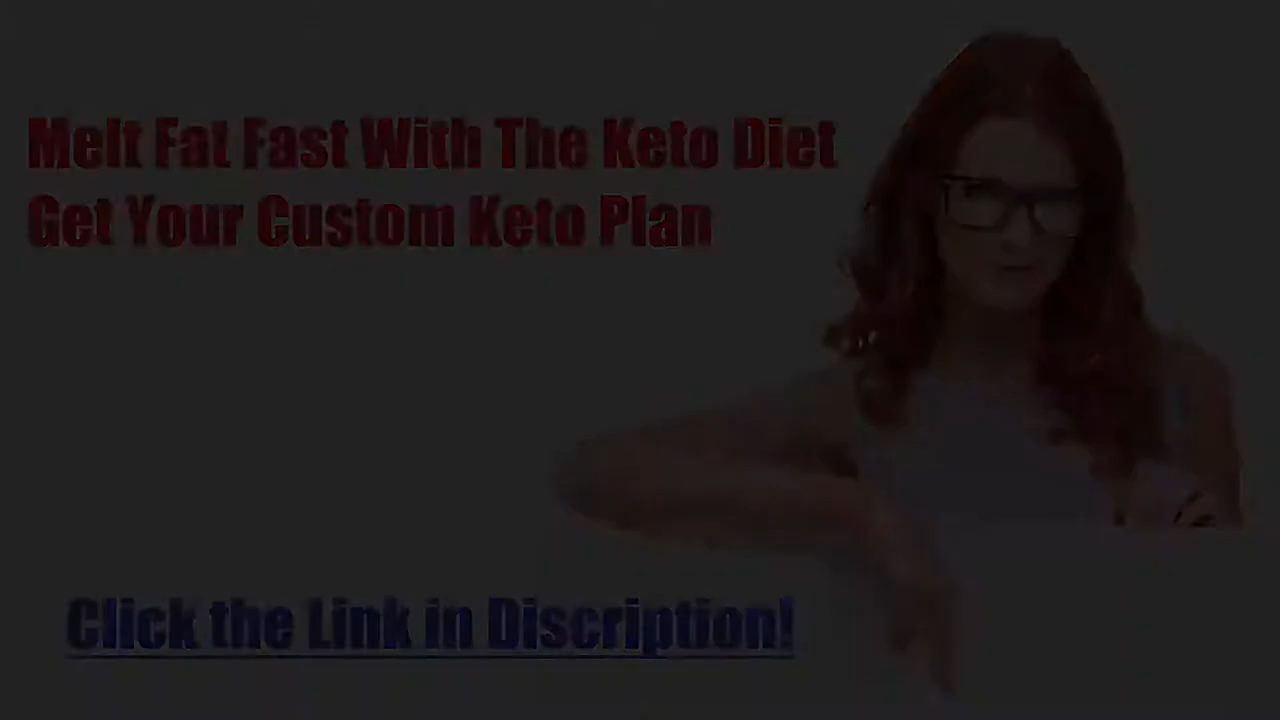 Melt Fat Fast With The Keto Diet
Get Your Custom Keto Plan
Click the Link in Discription!